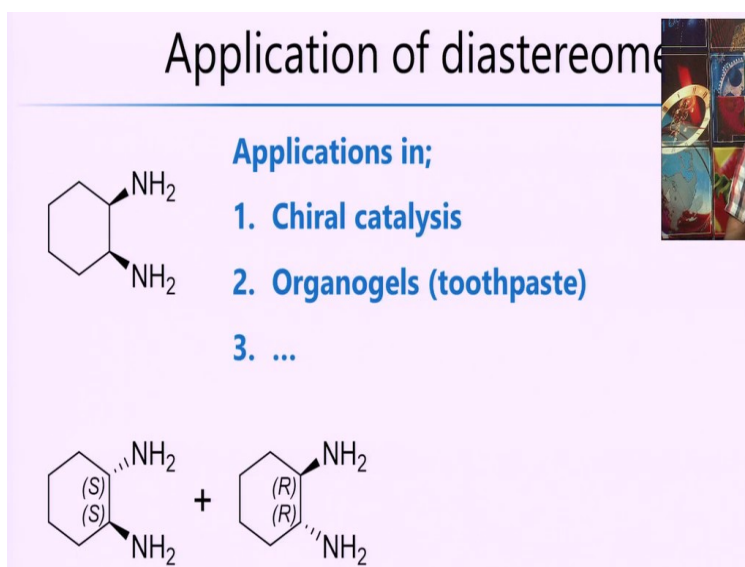 Application of diastereome
Applications in;
NH2
1. Chiral catalysis
NH2
2. Organogels (toothpaste)
3. ...
NH2
(S)
(S)
NH2
+
NH2
(R)
(R)
NH2